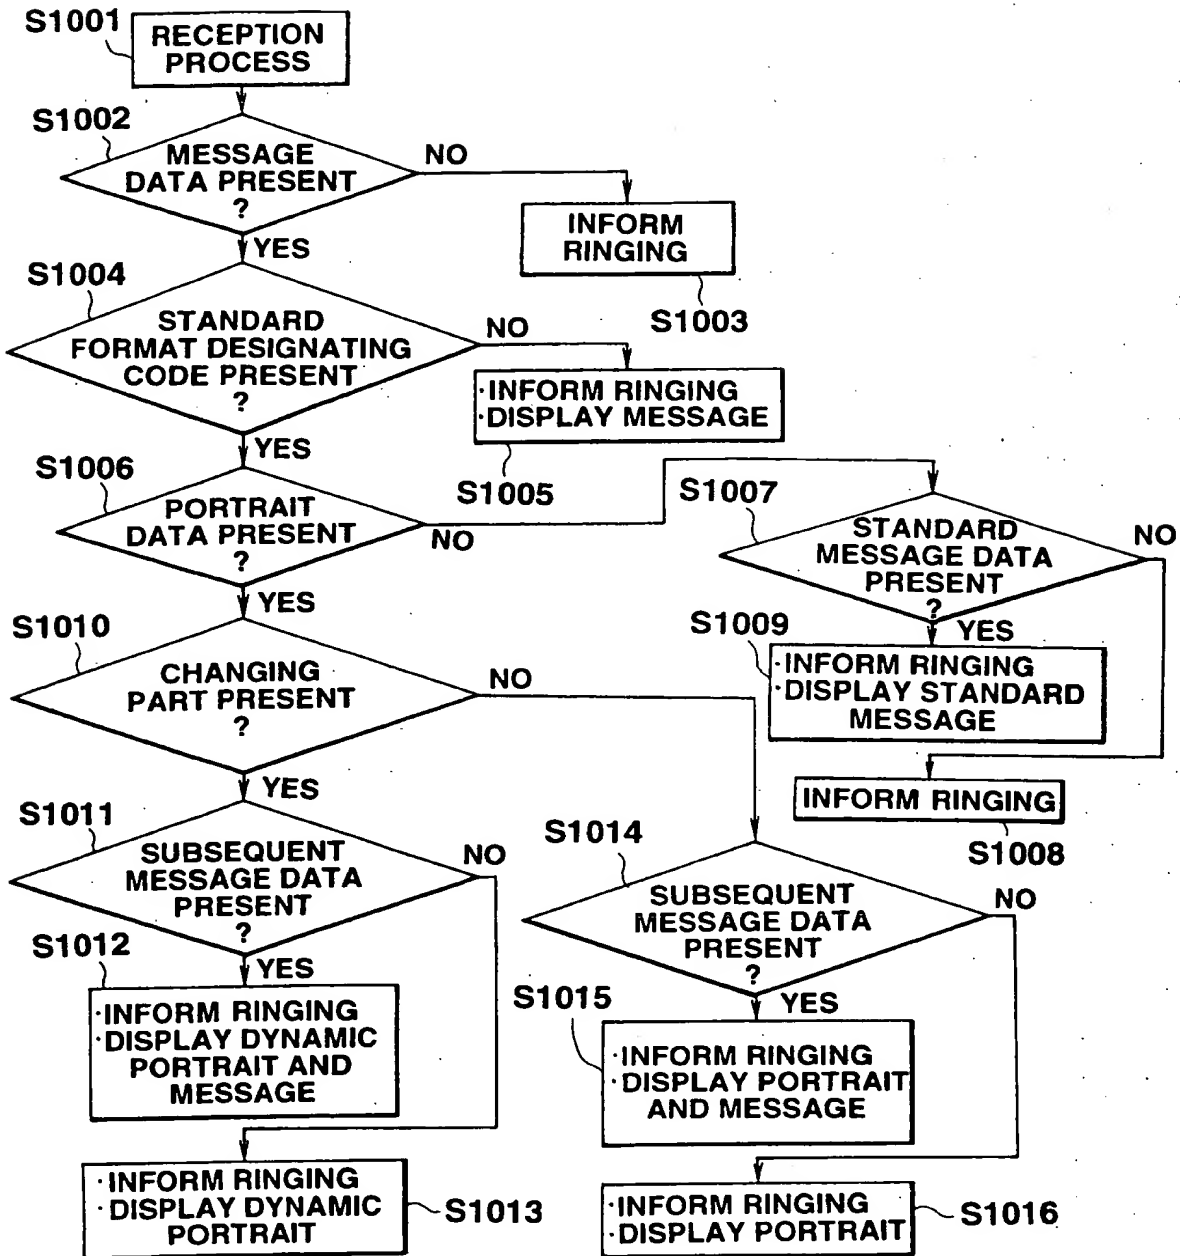 S1001
RECEPTION
PROCESS
S1002
MESSAGE
DATA PRESENT
?
NO
YES
INFORM
RINGING
S1003
S1004
STANDARD
FORMAT DESIGNATING
CODE PRESENT
?
NO
YES
·INFORM RINGING
·DISPLAY MESSAGE
S1005
S1006
PORTRAIT
DATA PRESENT
?
NO
YES
S1007
STANDARD
MESSAGE DATA
PRESENT
?
NO
YES
S1009
·INFORM RINGING
·DISPLAY STANDARD
MESSAGE
INFORM RINGING
S1008
S1010
CHANGING
PART PRESENT
?
NO
YES
S1011
SUBSEQUENT
MESSAGE DATA
PRESENT
?
NO
YES
S1012
·INFORM RINGING
·DISPLAY DYNAMIC
PORTRAIT AND
MESSAGE
·INFORM RINGING
·DISPLAY DYNAMIC
PORTRAIT
S1013
S1014
SUBSEQUENT
MESSAGE DATA
PRESENT
?
NO
YES
S1015
·INFORM RINGING
·DISPLAY PORTRAIT
AND MESSAGE
·INFORM RINGING
·DISPLAY PORTRAIT
S1016